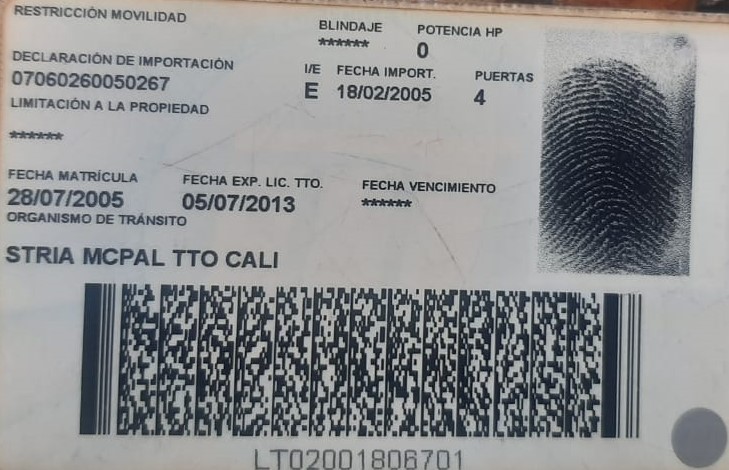 RESTRICCIÓN MOVILIDAD BLINDAJE POTENCIA HP
****** 0
DECLARACIÓN DE IMPORTACIÓN I/E FECHA IMPORT. PUERTAS
07060260050267 E 18/02/2005 4
LIMITACIÓN A LA PROPIEDAD
******
FECHA MATRÍCULA FECHA EXP. LIC. TTO. FECHA VENCIMIENTO
28/07/2005 05/07/2013 ******
ORGANISMO DE TRÁNSITO
STRIA MCPAL TTO CALI
LT02001806701